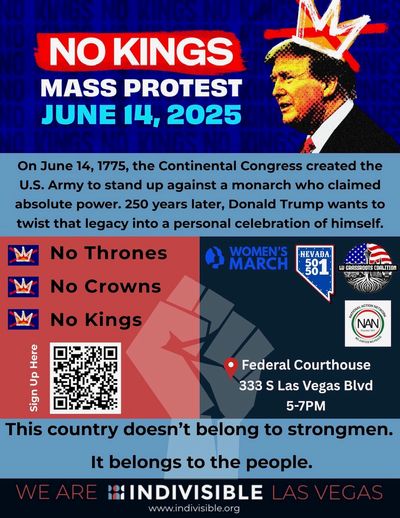 NO KINGS
MASS PROTEST
JUNE 14, 2025
On June 14, 1775, the Continental Congress created the
U.S. Army to stand up against a monarch who claimed
absolute power. 250 years later, Donald Trump wants to
twist that legacy into a personal celebration of himself.
No Thrones
No Crowns
No Kings
Sign Up Here
WOMEN'S
MARCH
NEVADA
50
50
1
LV GRASSROOTS COALITION
NAN
Federal Courthouse
333 S Las Vegas Blvd
5-7PM
This country doesn't belong to strongmen.
It belongs to the people.
WE ARE INDIVISIBLE LAS VEGAS
www.indivisible.org